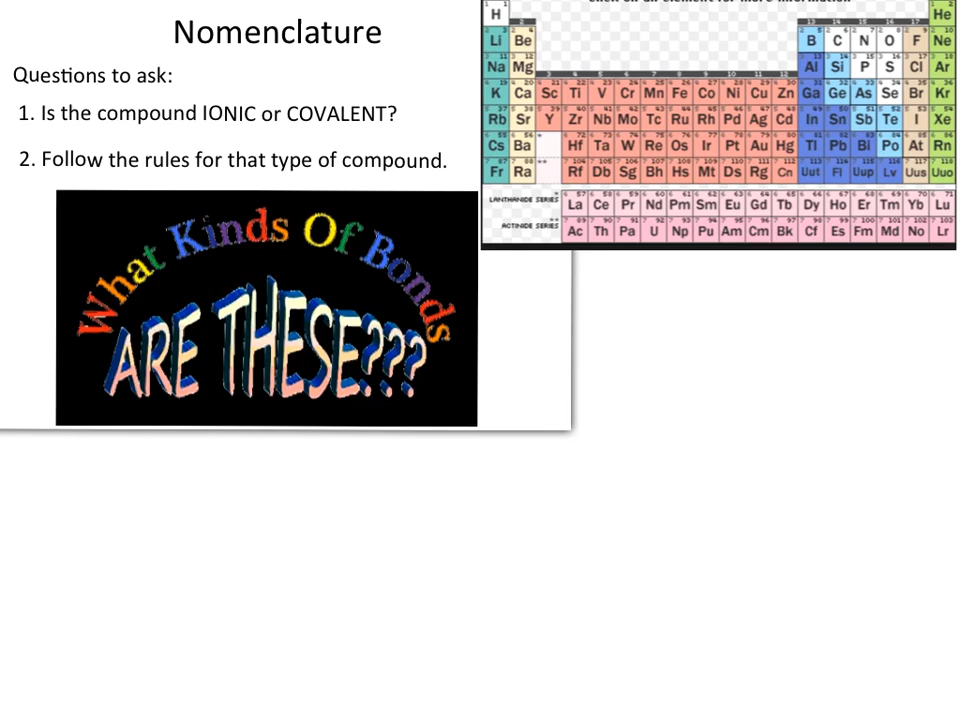 Nomenclature
Questions to ask:
1. Is the compound IONIC or COVALENT?
2. Follow the rules for that type of compound.
What Kinds Of Bonds
ARE THESE???
H He
Li Be B C N O F Ne
Na Mg Al Si P S Cl Ar
K Ca Sc Ti V Cr Mn Fe Co Ni Cu Zn Ga Ge As Se Br Kr
Rb Sr Y Zr Nb Mo Tc Ru Rh Pd Ag Cd In Sn Sb Te I Xe
Cs Ba * Hf Ta W Re Os Ir Pt Au Hg Tl Pb Bi Po At Rn
Fr Ra ** Rf Db Sg Bh Hs Mt Ds Rg Cn Uut Fl Uup Lv Uus Uuo
LANTHANIDE SERIES * La Ce Pr Nd Pm Sm Eu Gd Tb Dy Ho Er Tm Yb Lu
ACTINIDE SERIES ** Ac Th Pa U Np Pu Am Cm Bk Cf Es Fm Md No Lr